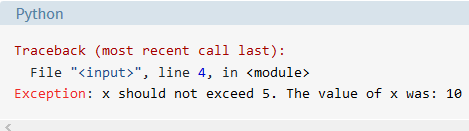 Python
Traceback (most recent call last):
  File "<input>", line 4, in <module>
Exception: x should not exceed 5. The value of x was: 10